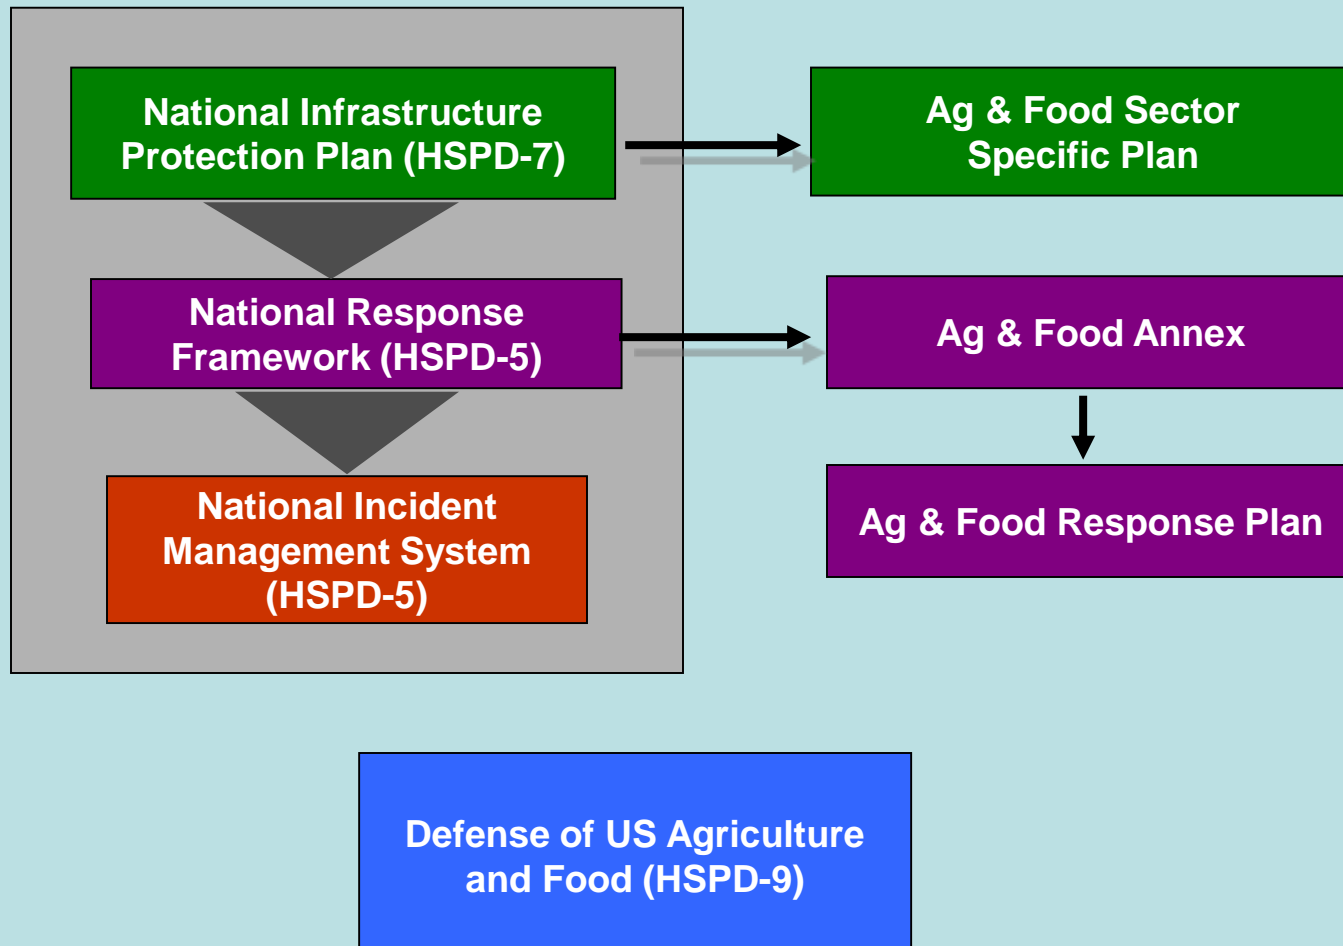 National Infrastructure
Protection Plan (HSPD-7)
Ag & Food Sector
Specific Plan
National Response
Framework (HSPD-5)
Ag & Food Annex
National Incident
Management System
(HSPD-5)
Ag & Food Response Plan
Defense of US Agriculture
and Food (HSPD-9)